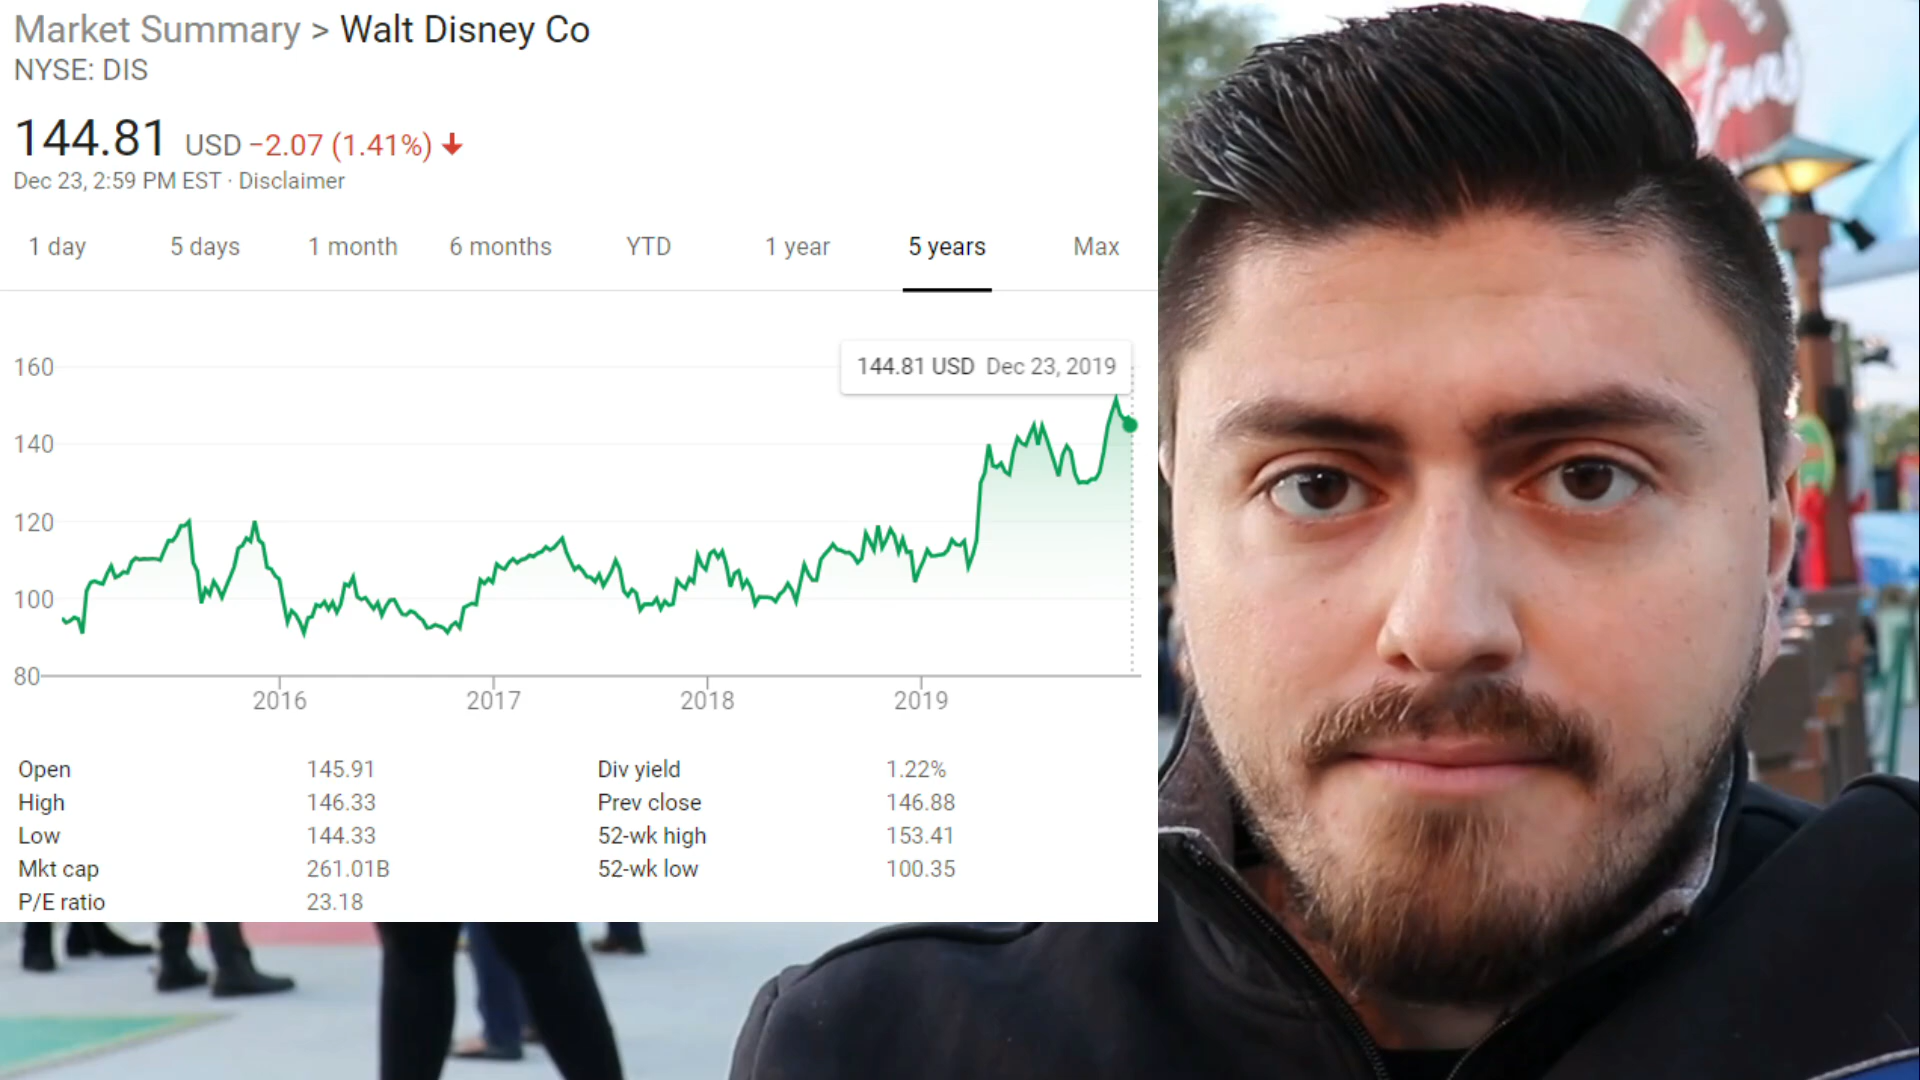 Market Summary > Walt Disney Co
NYSE: DIS
144.81 USD −2.07 (1.41%)
Dec 23, 2:59 PM EST · Disclaimer
1 day 5 days 1 month 6 months YTD 1 year 5 years Max
144.81 USD Dec 23, 2019
160
140
120
100
80
2016 2017 2018 2019
Open 145.91 Div yield 1.22%
High 146.33 Prev close 146.88
Low 144.33 52-wk high 153.41
Mkt cap 261.01B 52-wk low 100.35
P/E ratio 23.18